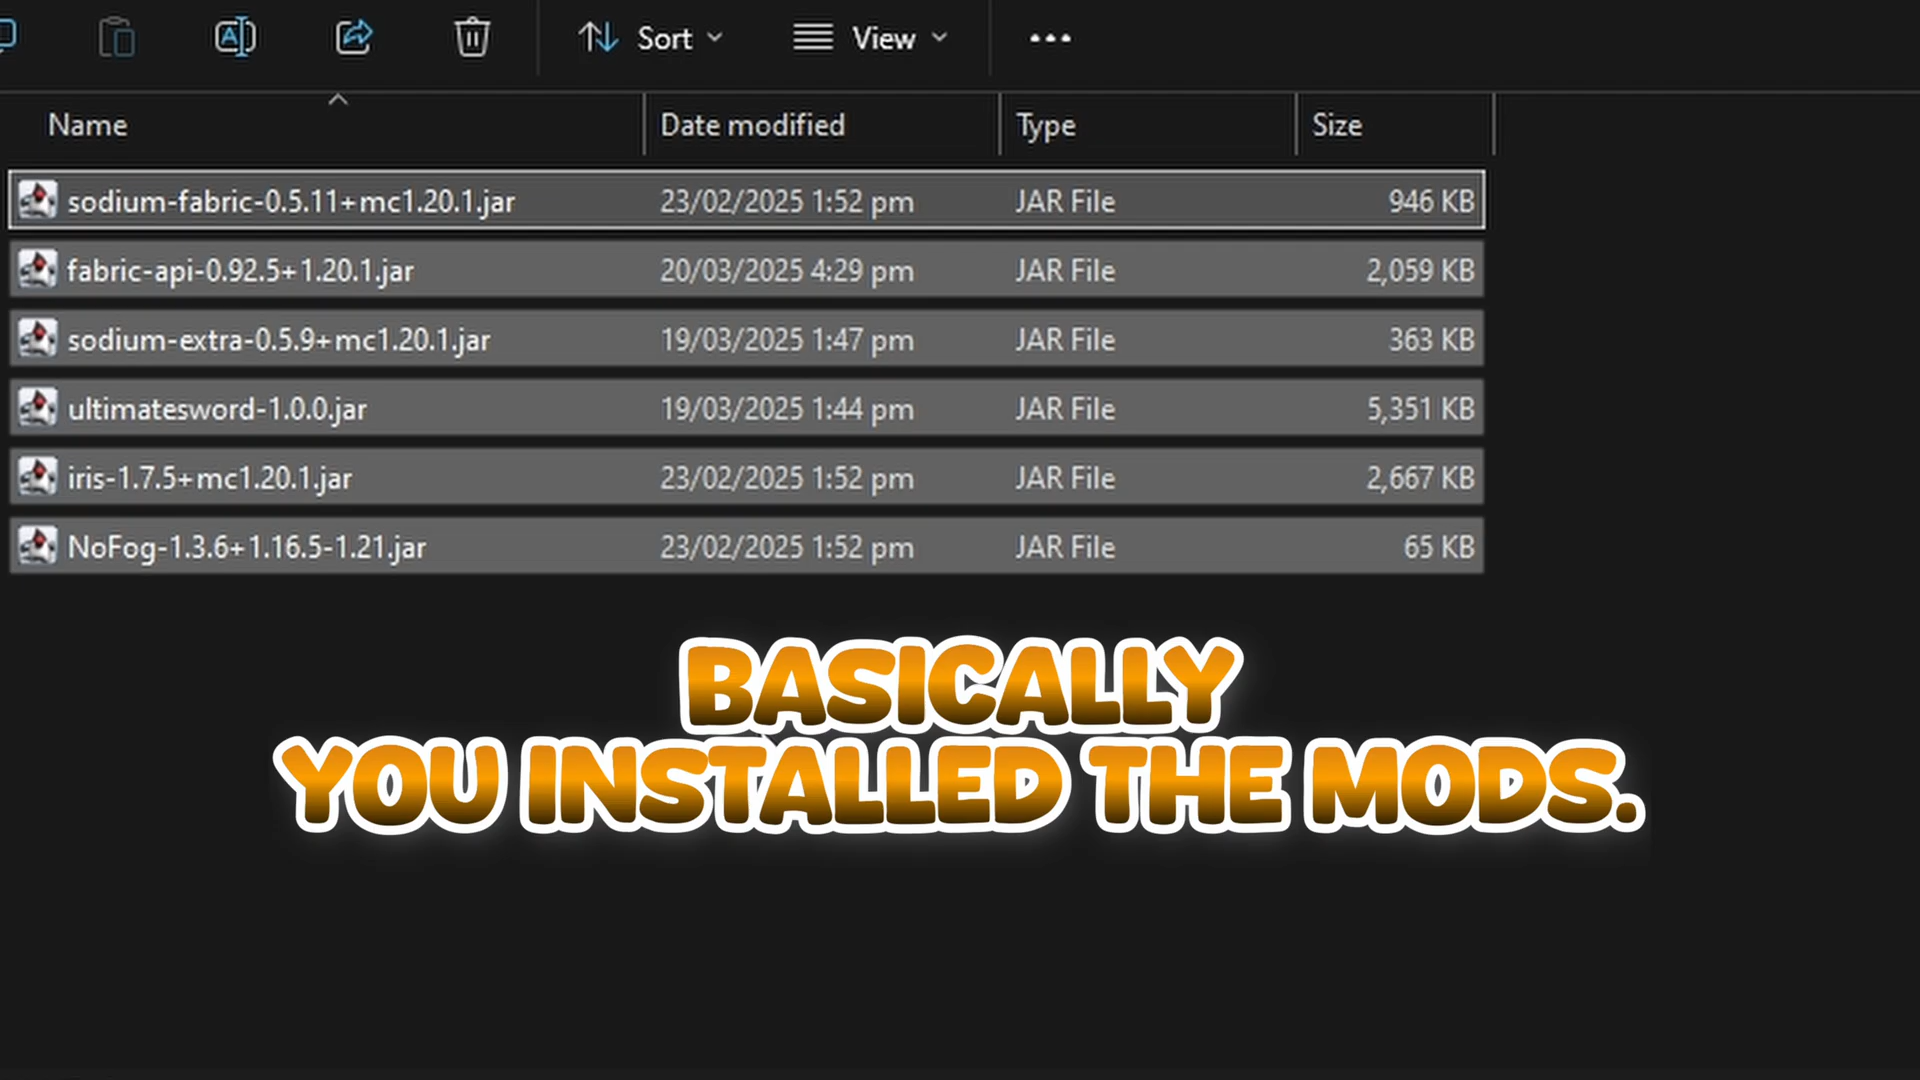 Sort View
Name Date modified Type Size
sodium-fabric-0.5.11+mc1.20.1.jar 23/02/2025 1:52 pm JAR File 946 KB
fabric-api-0.92.5+1.20.1.jar 20/03/2025 4:29 pm JAR File 2,059 KB
sodium-extra-0.5.9+mc1.20.1.jar 19/03/2025 1:47 pm JAR File 363 KB
ultimatesword-1.0.0.jar 19/03/2025 1:44 pm JAR File 5,351 KB
iris-1.7.5+mc1.20.1.jar 23/02/2025 1:52 pm JAR File 2,667 KB
NoFog-1.3.6+1.16.5-1.21.jar 23/02/2025 1:52 pm JAR File 65 KB
BASICALLY
YOU INSTALLED THE MODS.